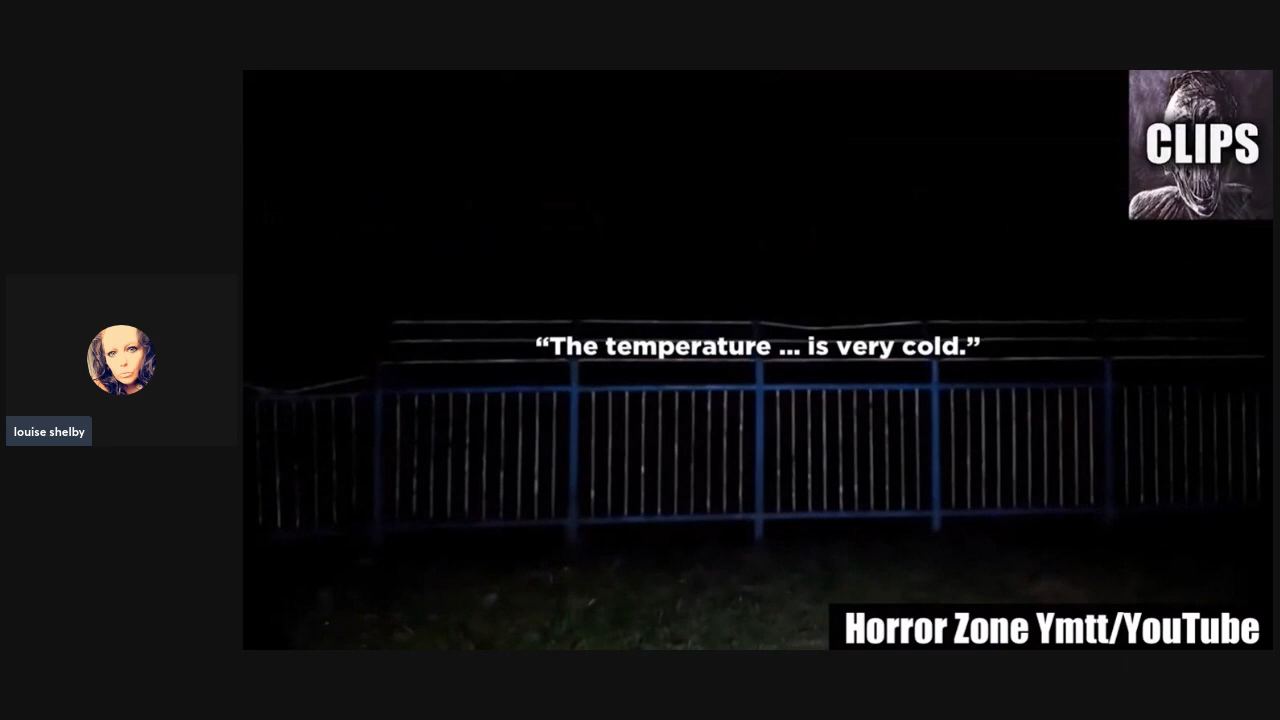 CLIPS
“The temperature ... is very cold.”
louise shelby
Horror Zone Ymtt/YouTube